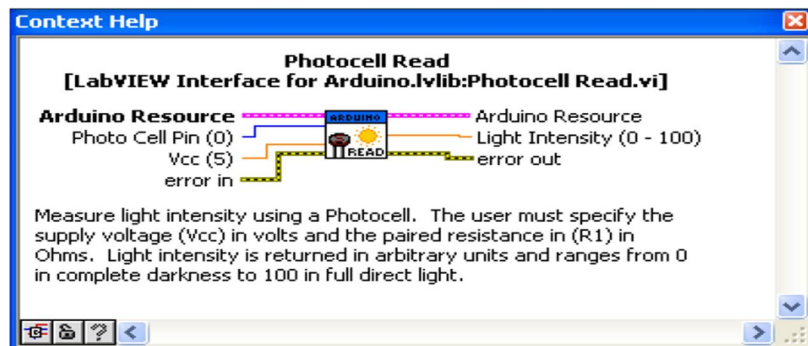 Context Help
Photocell Read
[LabVIEW Interface for Arduino.lvlib:Photocell Read.vi]
Arduino Resource
Photo Cell Pin (0)
Vcc (5)
error in
ARDUINO
READ
Arduino Resource
Light Intensity (0 - 100)
error out
Measure light intensity using a Photocell. The user must specify the
supply voltage (Vcc) in volts and the paired resistance in (R1) in
Ohms. Light intensity is returned in arbitrary units and ranges from 0
in complete darkness to 100 in full direct light.
?